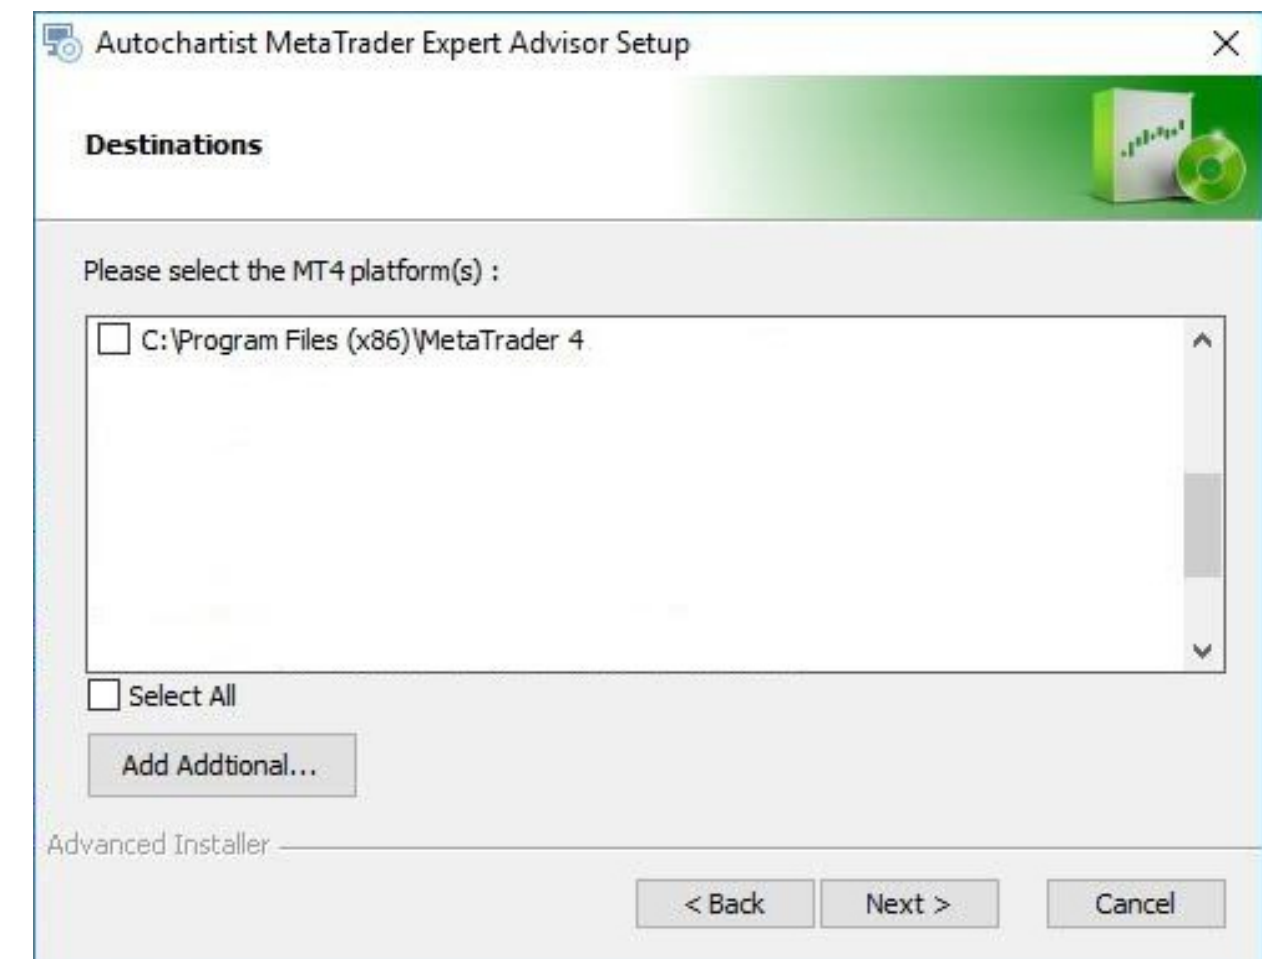 Autochartist MetaTrader Expert Advisor Setup
Destinations
Please select the MT4 platform(s) :
C:\Program Files (x86)\MetaTrader 4
Select All
Add Addtional...
Advanced Installer
< Back Next > Cancel